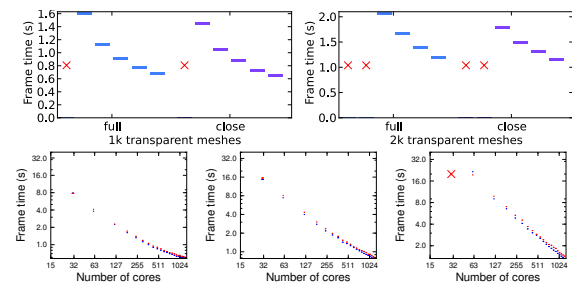 1.6
1.4
1.2
1.0
0.8
0.6
0.4
0.2
0.0
Frame time (s)
full
close
1k transparent meshes
2.0
1.5
1.0
0.5
0.0
Frame time (s)
full
close
2k transparent meshes
32.0
16.0
8.0
4.0
2.0
1.0
Frame time (s)
15 32 63 127 255 511 1024
Number of cores
32.0
16.0
8.0
4.0
2.0
1.0
Frame time (s)
15 32 63 127 255 511 1024
Number of cores
32.0
16.0
8.0
4.0
2.0
Frame time (s)
15 32 63 127 255 511 1024
Number of cores